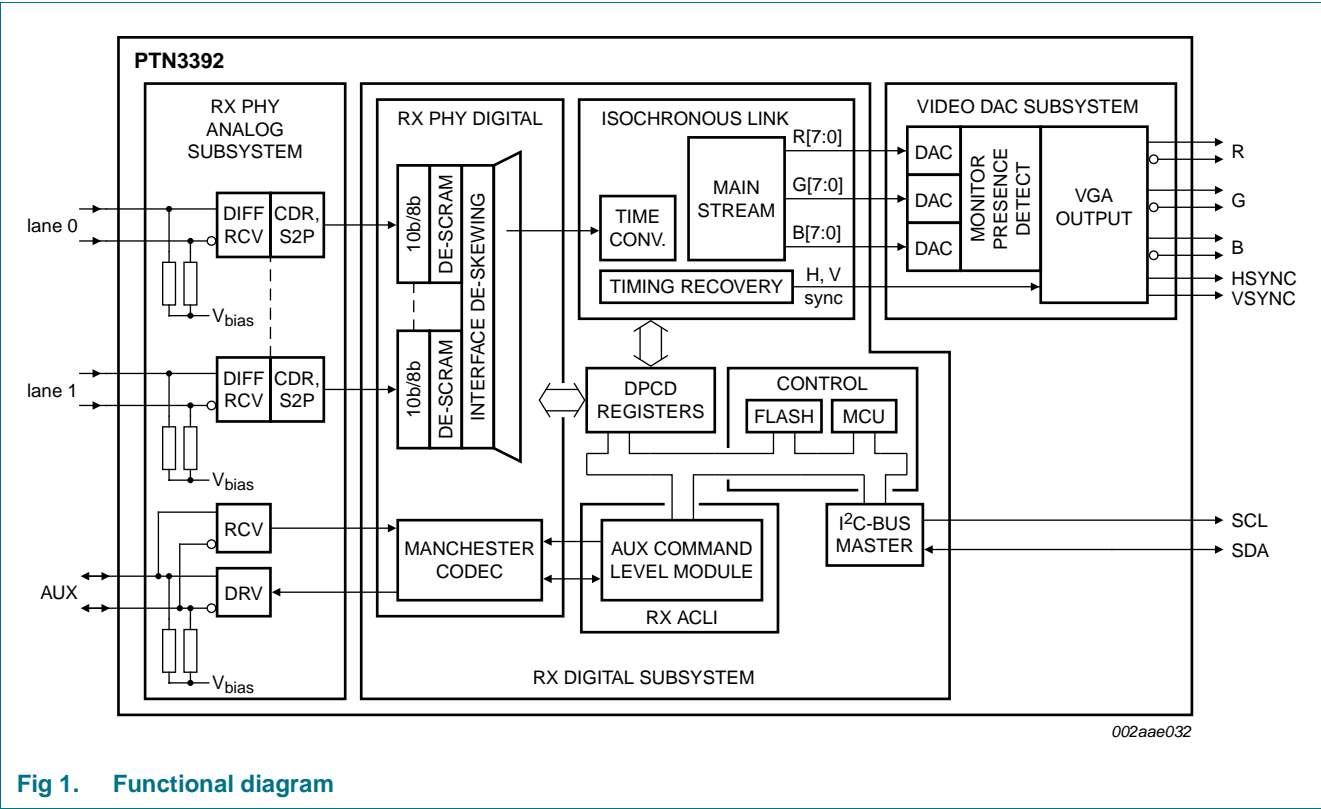 PTN3392
RX PHY
ANALOG
SUBSYSTEM
lane 0
DIFF
RCV
CDR,
S2P
Vbias
lane 1
DIFF
RCV
CDR,
S2P
Vbias
RCV
AUX
DRV
Vbias
RX PHY DIGITAL
10b/8b
DE-SCRAM
INTERFACE DE-SKEWING
10b/8b
DE-SCRAM
MANCHESTER
CODEC
ISOCHRONOUS LINK
TIME
CONV.
MAIN
STREAM
R[7:0]
G[7:0]
B[7:0]
TIMING RECOVERY
H, V
sync
DPCD
REGISTERS
CONTROL
FLASH
MCU
AUX COMMAND
LEVEL MODULE
RX ACLI
I2C-BUS
MASTER
RX DIGITAL SUBSYSTEM
VIDEO DAC SUBSYSTEM
DAC
DAC
DAC
MONITOR
PRESENCE
DETECT
VGA
OUTPUT
R
G
B
HSYNC
VSYNC
SCL
SDA
002aae032
Fig 1. Functional diagram